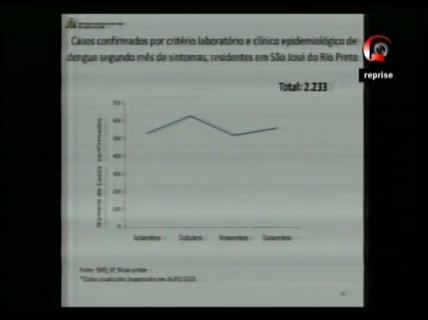 Casos confirmados por critério laboratório e clínico epidemiológico de
dengue segundo mês de sintomas, residentes em São José do Rio Preto
reprise
Total: 2.233
Número de Casos confirmados
700
600
500
400
300
200
100
0
Setembro Outubro Novembro Dezembro